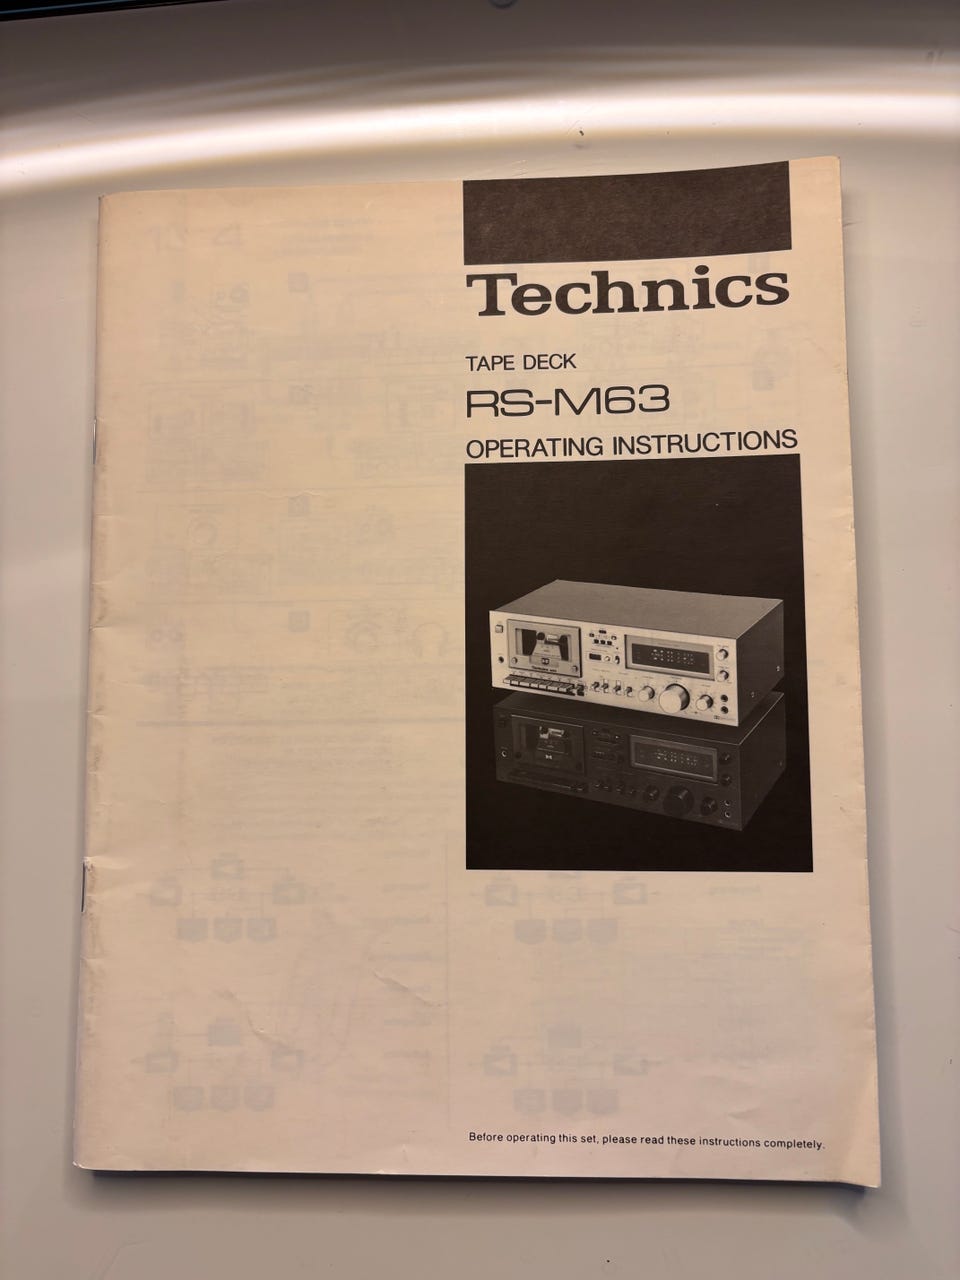 Technics
TAPE DECK
RS-M63
OPERATING INSTRUCTIONS
Before operating this set, please read these instructions completely.